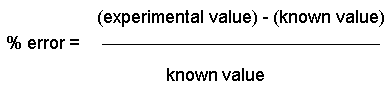 (experimental value) - (known value)
% error =
known value